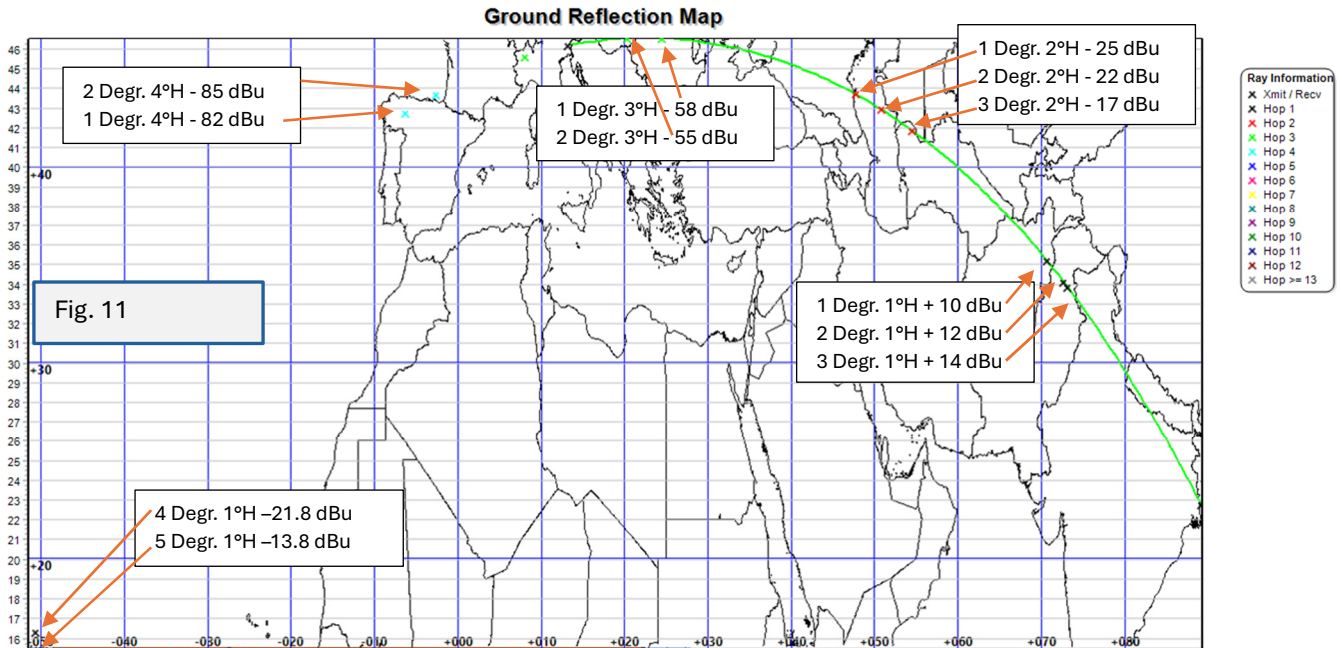 Ground Reflection Map
46
45
44
43
42
41
+40
39
38
37
36
35
34
33
32
31
30
+30
29
28
27
26
25
24
23
22
21
+20
19
18
17
16
-040
-030
-020
-010
+000
+010
+020
+030
+040
+050
+060
+070
+080
2 Degr. 4°H - 85 dBu
1 Degr. 4°H - 82 dBu
1 Degr. 3°H - 58 dBu
2 Degr. 3°H - 55 dBu
1 Degr. 2°H - 25 dBu
2 Degr. 2°H - 22 dBu
3 Degr. 2°H - 17 dBu
Fig. 11
1 Degr. 1°H + 10 dBu
2 Degr. 1°H + 12 dBu
3 Degr. 1°H + 14 dBu
4 Degr. 1°H –21.8 dBu
5 Degr. 1°H –13.8 dBu
Ray Information
Xmit / Recv
Hop 1
Hop 2
Hop 3
Hop 4
Hop 5
Hop 6
Hop 7
Hop 8
Hop 9
Hop 10
Hop 11
Hop 12
Hop >= 13